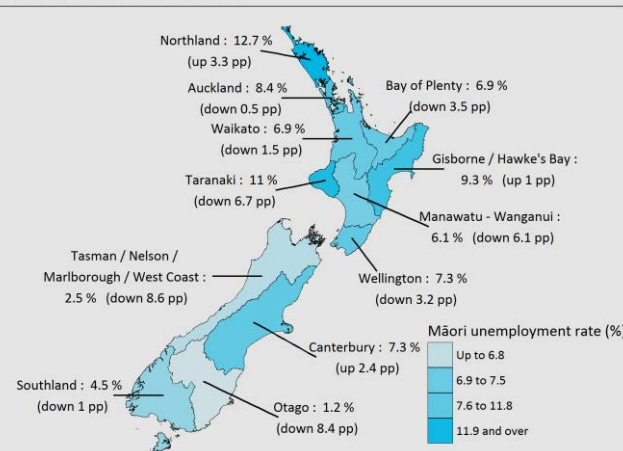 Northland : 12.7 %
(up 3.3 pp)
Auckland : 8.4 %
(down 0.5 pp)
Bay of Plenty : 6.9 %
(down 3.5 pp)
Waikato : 6.9 %
(down 1.5 pp)
Gisborne / Hawke's Bay :
9.3 % (up 1 pp)
Taranaki : 11 %
(down 6.7 pp)
Manawatu - Wanganui :
6.1 % (down 6.1 pp)
Tasman / Nelson /
Marlborough / West Coast :
2.5 % (down 8.6 pp)
Wellington : 7.3 %
(down 3.2 pp)
Canterbury : 7.3 %
(up 2.4 pp)
Southland : 4.5 %
(down 1 pp)
Otago : 1.2 %
(down 8.4 pp)
Māori unemployment rate (%)
Up to 6.8
6.9 to 7.5
7.6 to 11.8
11.9 and over